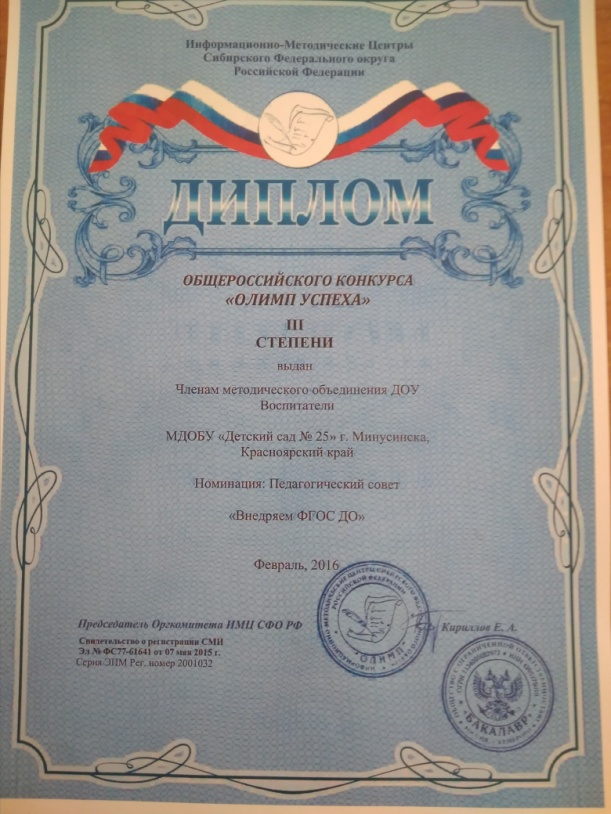 Информационно-Методические Центры
Сибирского Федерального округа
Российской Федерации
ДИПЛОМ
ОБЩЕРОССИЙСКОГО КОНКУРСА
«ОЛИМП УСПЕХА»
III
СТЕПЕНИ
выдан
Членам методического объединения ДОУ
Воспитатели
МДОБУ «Детский сад № 25» г. Минусинска,
Красноярский край
Номинация: Педагогический совет
«Внедряем ФГОС ДО»
Февраль, 2016
Председатель Оргкомитета ИМЦ СФО РФ
Кириллов Е. А.
Свидетельство о регистрации СМИ
Эл № ФС77-61641 от 07 мая 2015 г.
Серия ЭИМ Рег. номер 2001032
РОССИЙСКОЙ ФЕДЕРАЦИИ
ОЛИМП
«БАКАЛАВР»